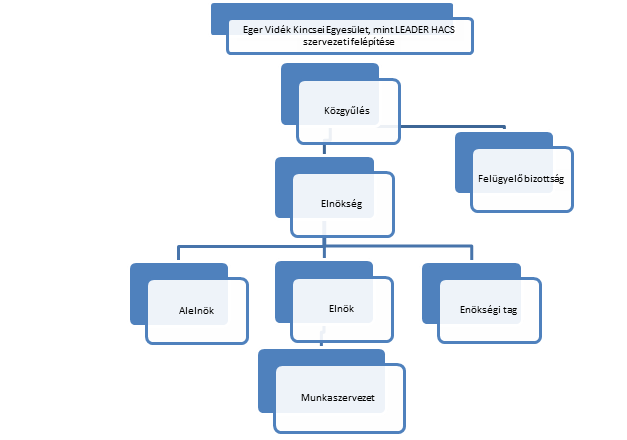 Eger Vidék Kincsei Egyesület, mint LEADER HACS
szervezeti felépítése
Közgyűlés
Felügyelő bizottság
Elnökség
Alelnök
Elnök
Enökségi tag
Munkaszervezet